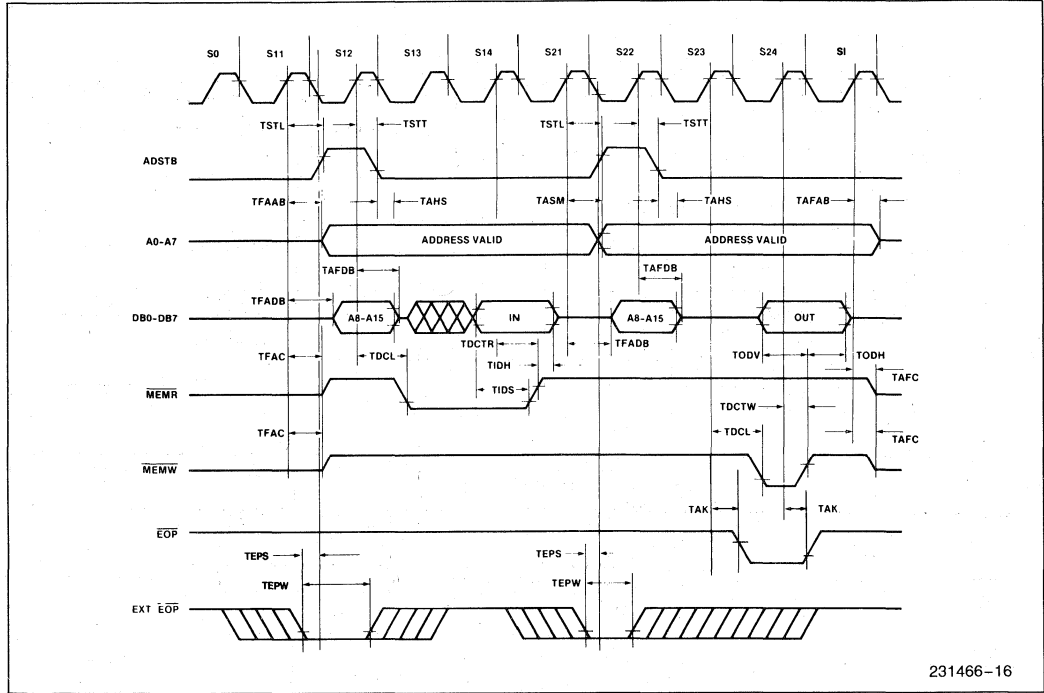 S0 S11 S12 S13 S14 S21 S22 S23 S24 SI
TSTL TSTT TSTL TSTT
ADSTB
TFAAB TAHS TASM TAHS TAFAB
A0-A7 ADDRESS VALID ADDRESS VALID
TAFDB TAFDB
TFADB
DB0-DB7 A8-A15 IN A8-A15 OUT
TDCTR TFADB TODV TODH
TFAC TDCL TIDH
TIDS TAFC
MEMR
TDCTW
TFAC TDCL TAFC
MEMW
TAK TAK
EOP
TEPS TEPS
TEPW TEPW
EXT EOP
231466-16